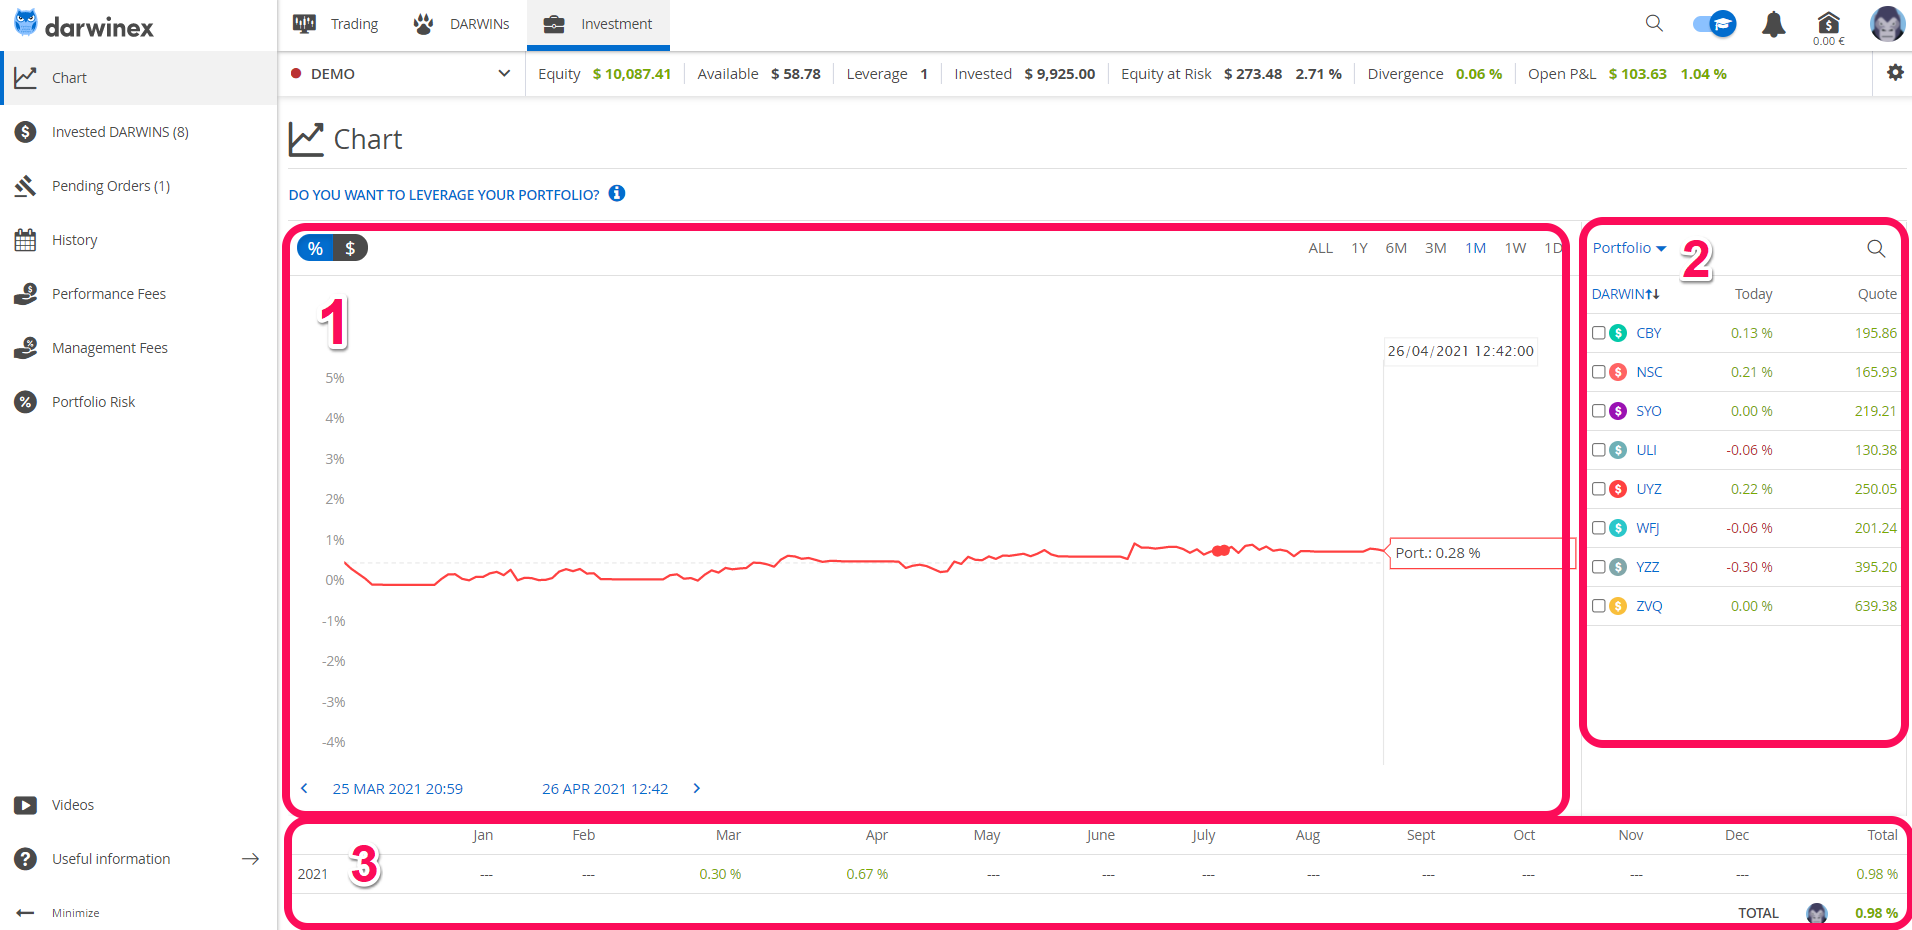 darwinex
Trading DARWINs Investment
0.00 €
Chart
Invested DARWINS (8)
Pending Orders (1)
History
Performance Fees
Management Fees
Portfolio Risk
Videos
Useful information
Minimize
DEMO Equity $ 10,087.41 Available $ 58.78 Leverage 1 Invested $ 9,925.00 Equity at Risk $ 273.48 2.71 % Divergence 0.06 % Open P&L $ 103.63 1.04 %
Chart
DO YOU WANT TO LEVERAGE YOUR PORTFOLIO?
% $ ALL 1Y 6M 3M 1M 1W 1D
1
26/04/2021 12:42:00
5%
4%
3%
2%
1%
0%
-1%
-2%
-3%
-4%
Port.: 0.28 %
25 MAR 2021 20:59 26 APR 2021 12:42
Portfolio 2
DARWIN Today Quote
$ CBY 0.13 % 195.86
$ NSC 0.21 % 165.93
$ SYO 0.00 % 219.21
$ ULI -0.06 % 130.38
$ UYZ 0.22 % 250.05
$ WFJ -0.06 % 201.24
$ YZZ -0.30 % 395.20
$ ZVQ 0.00 % 639.38
Jan Feb Mar Apr May June July Aug Sept Oct Nov Dec Total
2021 3 --- --- 0.30 % 0.67 % --- --- --- --- --- --- --- --- 0.98 %
TOTAL 0.98 %